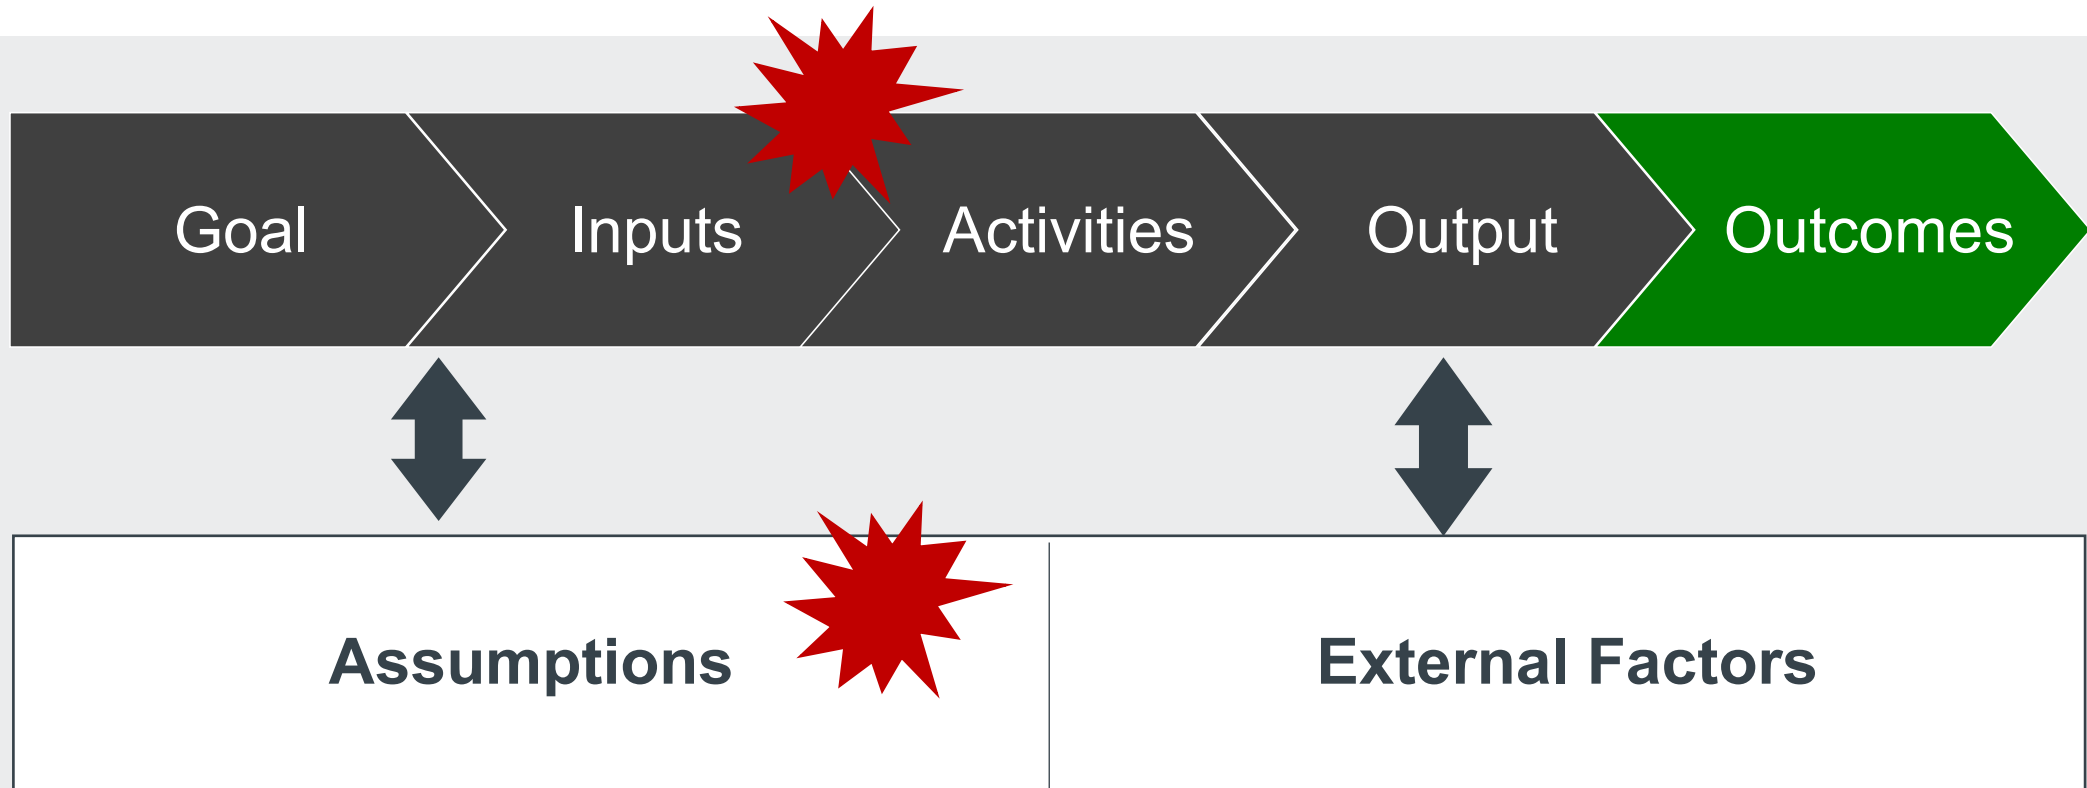 Goal Inputs Activities Output Outcomes
Assumptions External Factors